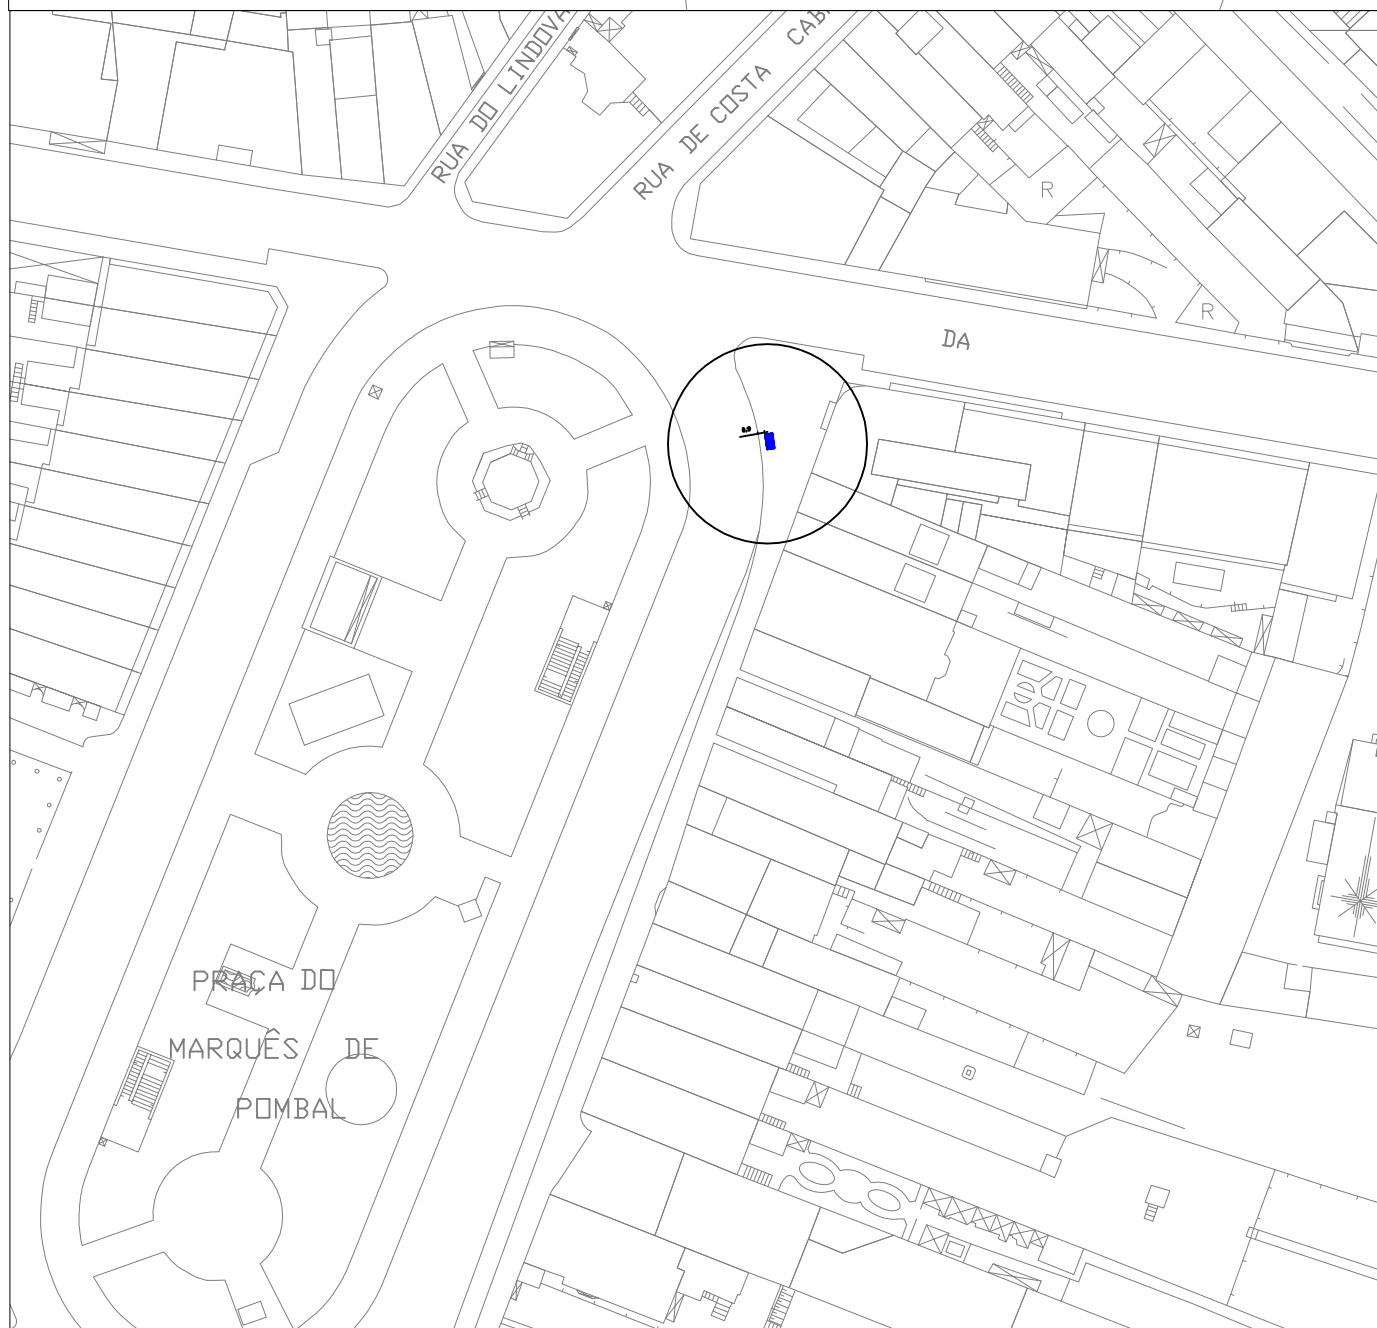 RUA DO LINDOVA
RUA DE COSTA CAB
R
R
DA
PRAÇA DO
MARQUÊS DE
POMBAL